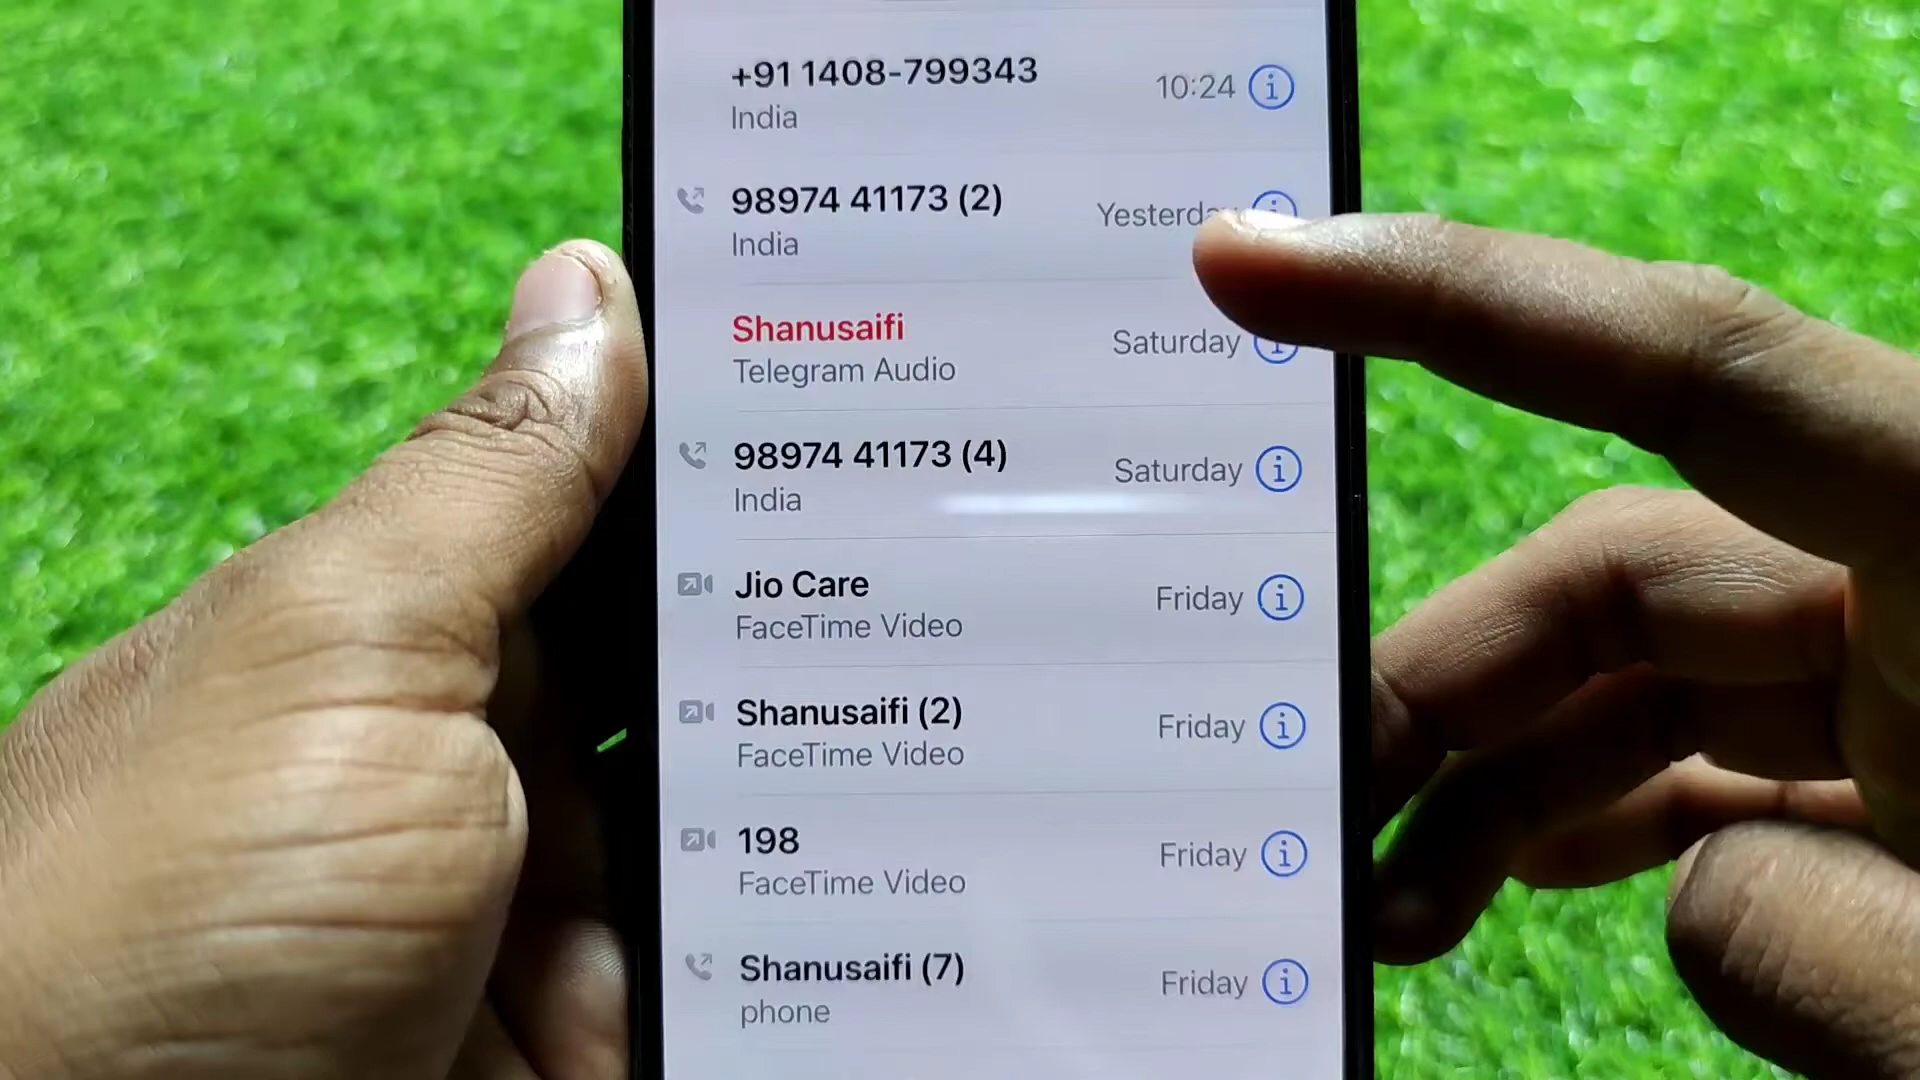 +91 1408-799343
10:24
India
98974 41173 (2)
India
Shanusaifi
Saturday
Telegram Audio
98974 41173 (4)
Saturday
India
Jio Care
Friday
FaceTime Video
Shanusaifi (2)
Friday
FaceTime Video
198
Friday
FaceTime Video
Shanusaifi (7)
Friday
phone